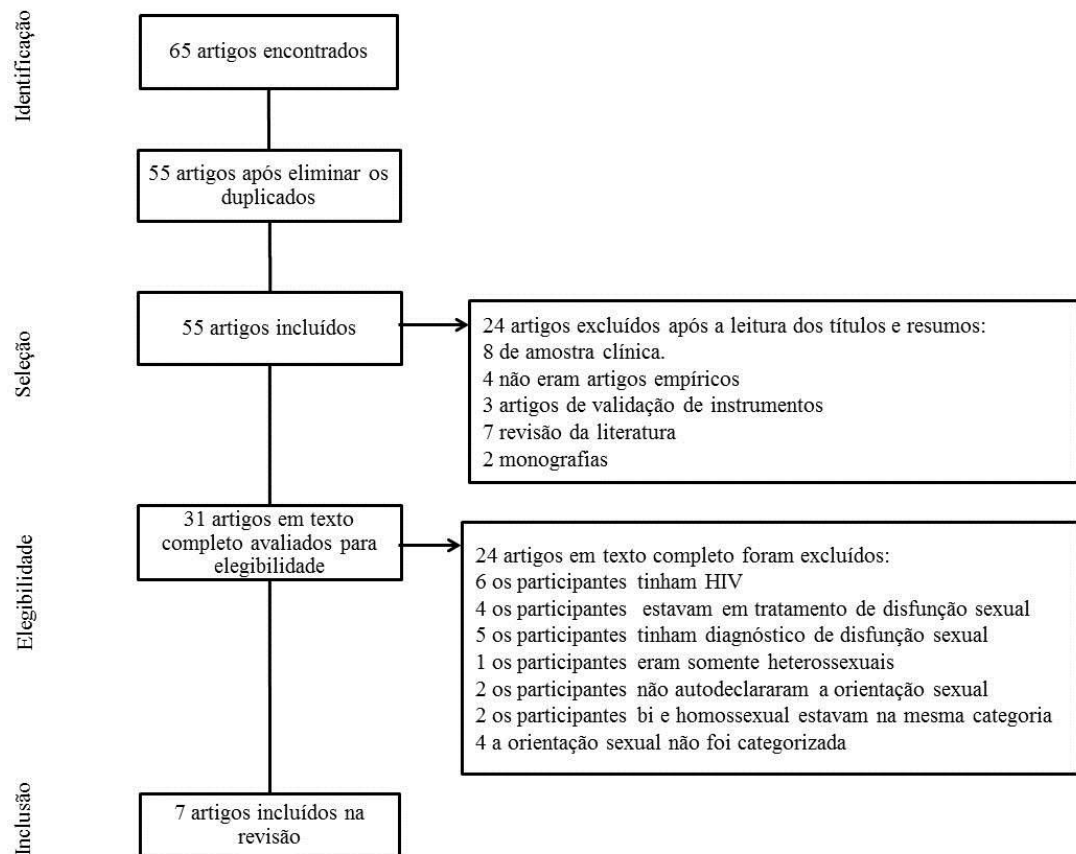 Identificação
65 artigos encontrados
55 artigos após eliminar os
duplicados
Seleção
55 artigos incluídos
24 artigos excluídos após a leitura dos títulos e resumos:
8 de amostra clínica.
4 não eram artigos empíricos
3 artigos de validação de instrumentos
7 revisão da literatura
2 monografias
Elegibilidade
31 artigos em texto
completo avaliados para
elegibilidade
24 artigos em texto completo foram excluídos:
6 os participantes tinham HIV
4 os participantes estavam em tratamento de disfunção sexual
5 os participantes tinham diagnóstico de disfunção sexual
1 os participantes eram somente heterossexuais
2 os participantes não autodeclararam a orientação sexual
2 os participantes bi e homossexual estavam na mesma categoria
4 a orientação sexual não foi categorizada
Inclusão
7 artigos incluídos na
revisão